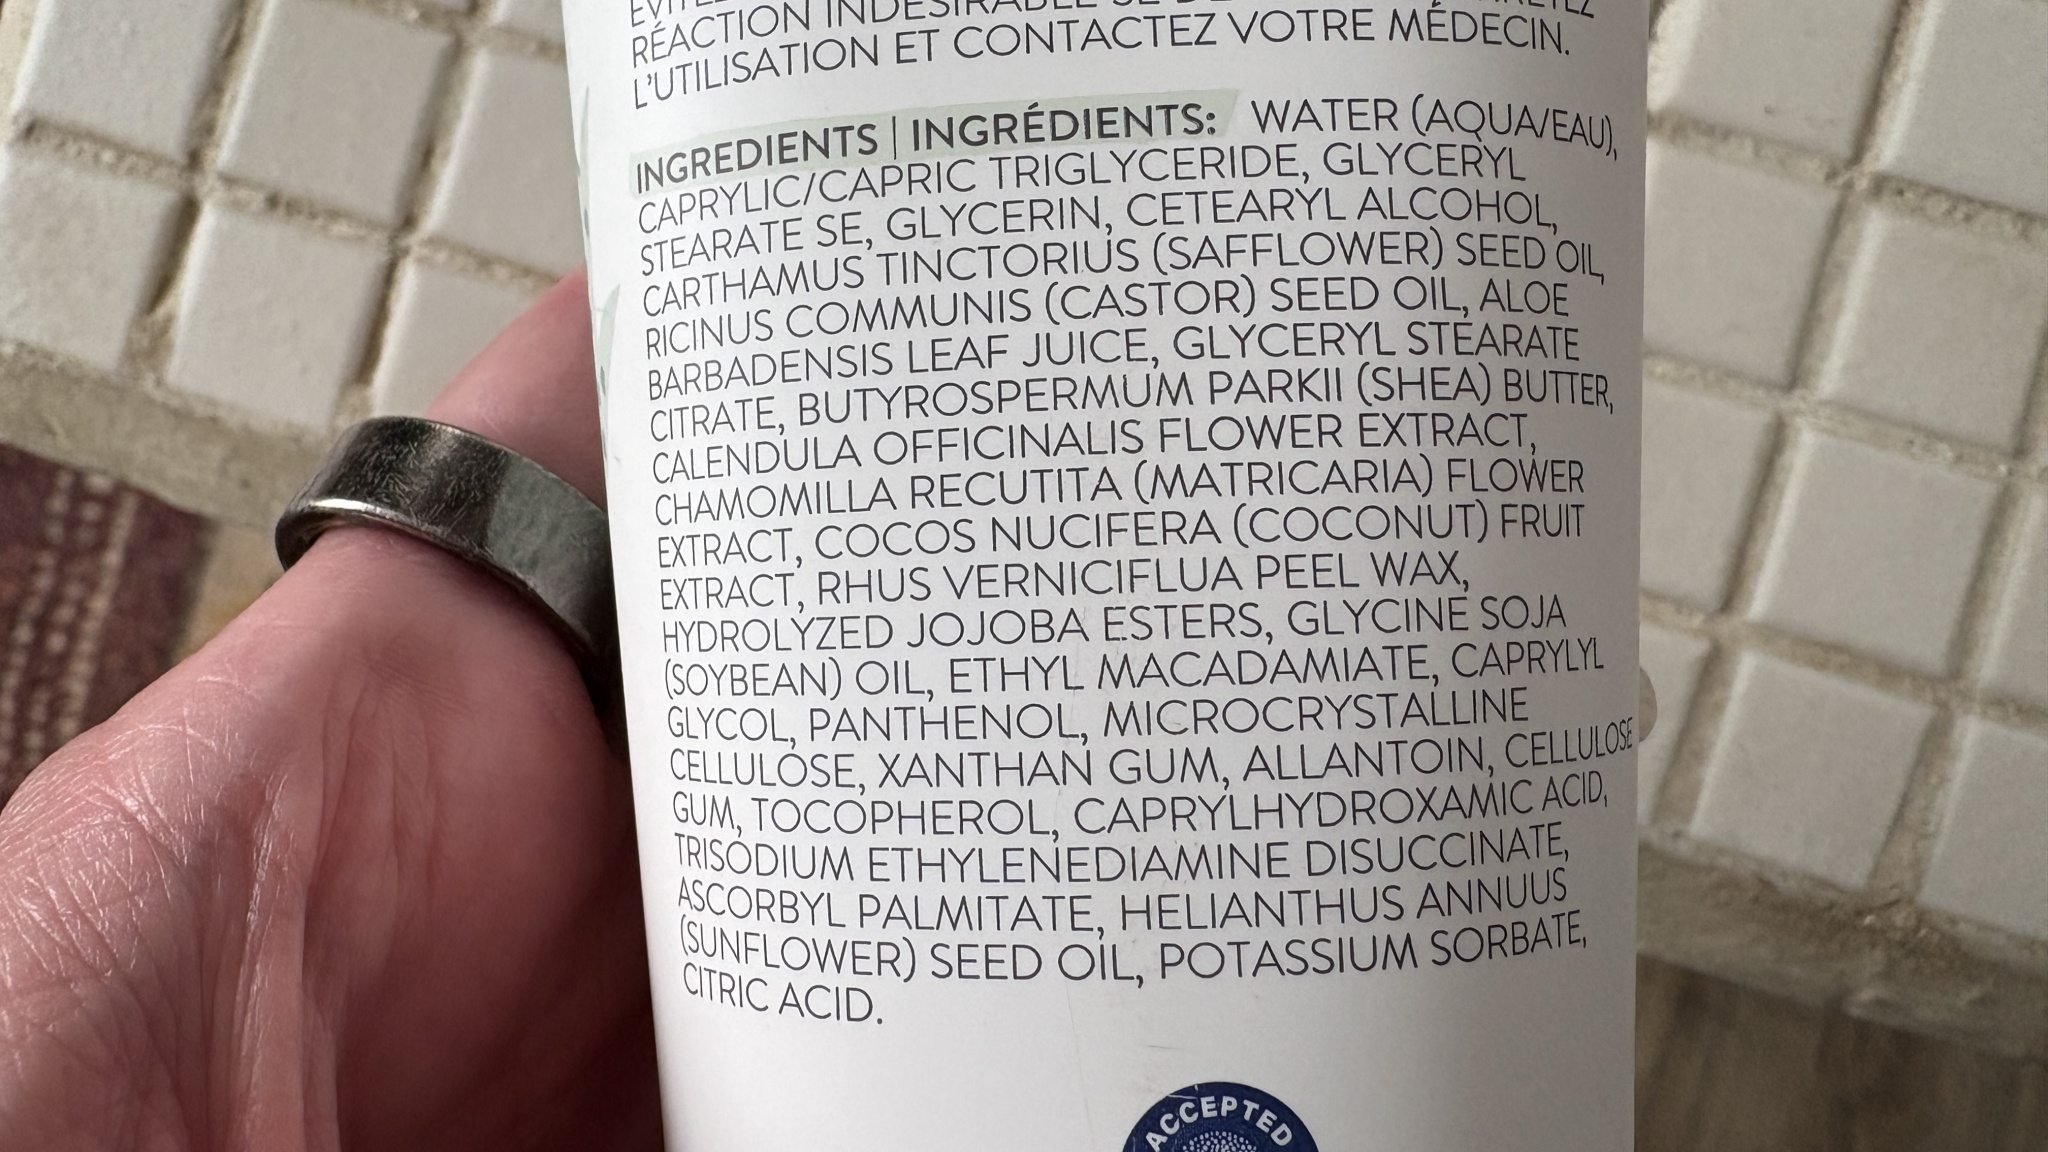 RÉACTION INDÉSIRABLE SE
L'UTILISATION ET CONTACTEZ VOTRE MÉDECIN.
INGREDIENTS | INGRÉDIENTS: WATER (AQUA/EAU),
CAPRYLIC/CAPRIC TRIGLYCERIDE, GLYCERYL
STEARATE SE, GLYCERIN, CETEARYL ALCOHOL,
CARTHAMUS TINCTORIUS (SAFFLOWER) SEED OIL,
RICINUS COMMUNIS (CASTOR) SEED OIL, ALOE
BARBADENSIS LEAF JUICE, GLYCERYL STEARATE
CITRATE, BUTYROSPERMUM PARKII (SHEA) BUTTER,
CALENDULA OFFICINALIS FLOWER EXTRACT,
CHAMOMILLA RECUTITA (MATRICARIA) FLOWER
EXTRACT, COCOS NUCIFERA (COCONUT) FRUIT
EXTRACT, RHUS VERNICIFLUA PEEL WAX,
HYDROLYZED JOJOBA ESTERS, GLYCINE SOJA
(SOYBEAN) OIL, ETHYL MACADAMIATE, CAPRYLYL
GLYCOL, PANTHENOL, MICROCRYSTALLINE
CELLULOSE, XANTHAN GUM, ALLANTOIN, CELLULOSE
GUM, TOCOPHEROL, CAPRYLHYDROXAMIC ACID,
TRISODIUM ETHYLENEDIAMINE DISUCCINATE,
ASCORBYL PALMITATE, HELIANTHUS ANNUUS
(SUNFLOWER) SEED OIL, POTASSIUM SORBATE,
CITRIC ACID.
ACCEPTED